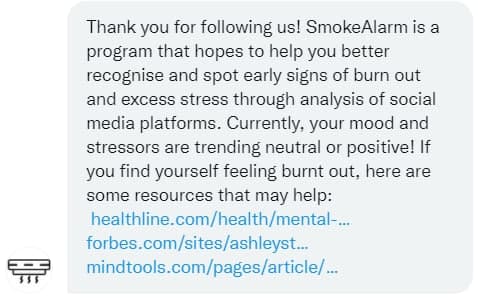 Thank you for following us! SmokeAlarm is a
program that hopes to help you better
recognise and spot early signs of burn out
and excess stress through analysis of social
media platforms. Currently, your mood and
stressors are trending neutral or positive! If
you find yourself feeling burnt out, here are
some resources that may help:
healthline.com/health/mental-...
forbes.com/sites/ashleyst...
mindtools.com/pages/article/...